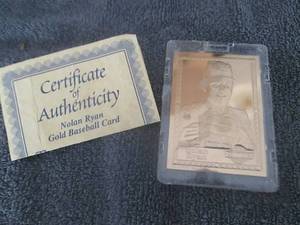 Certificate
of
Authenticity
Nolan Ryan
Gold Baseball Card